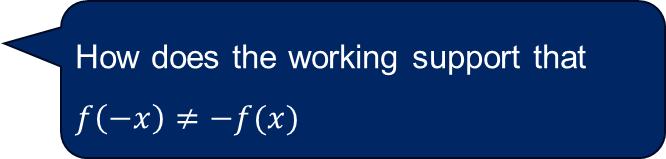 How does the working support that
𝑓(−𝑥) ≠ −𝑓(𝑥)